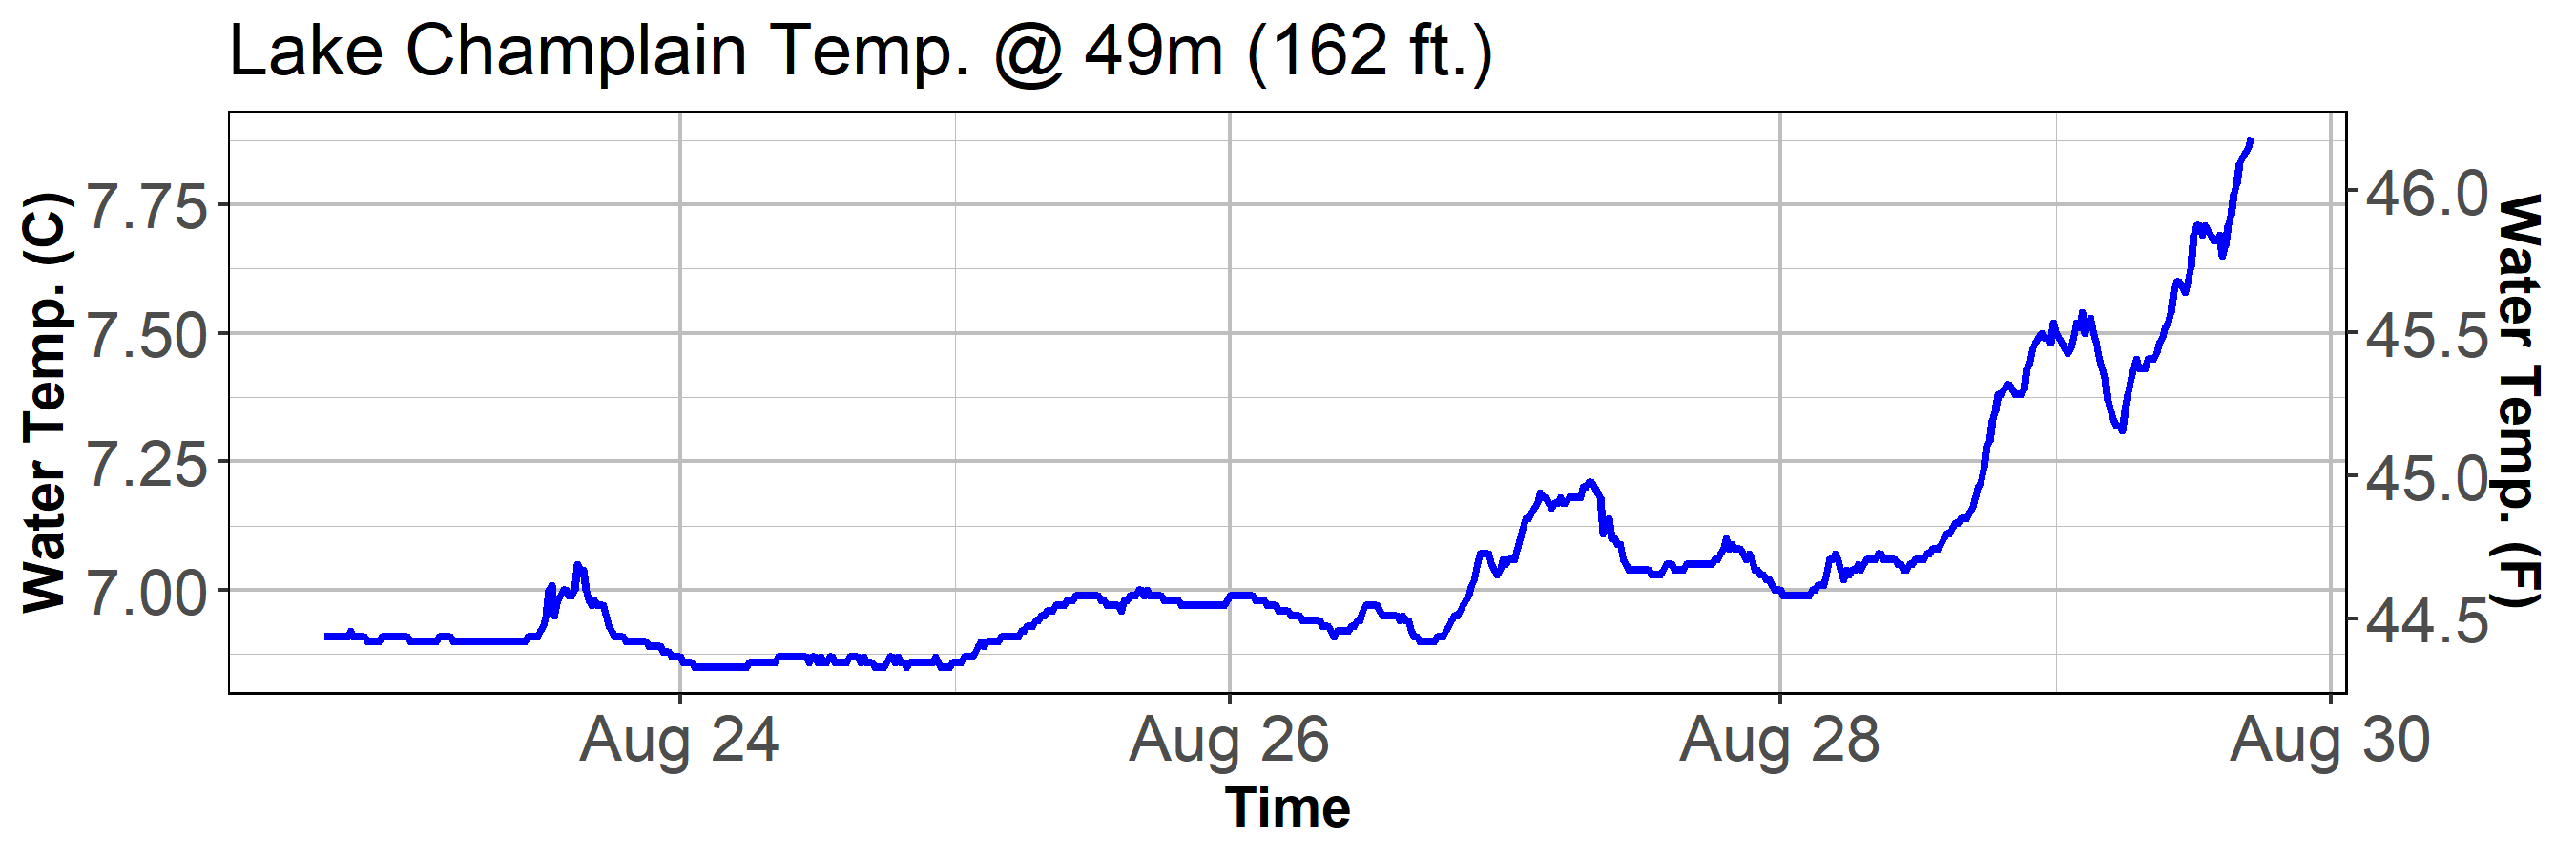 Lake Champlain Temp. @ 49m (162 ft.)
Water Temp. (C)
7.75
7.50
7.25
7.00
46.0
45.5
45.0
44.5
Water Temp. (F)
Aug 24
Aug 26
Aug 28
Aug 30
Time